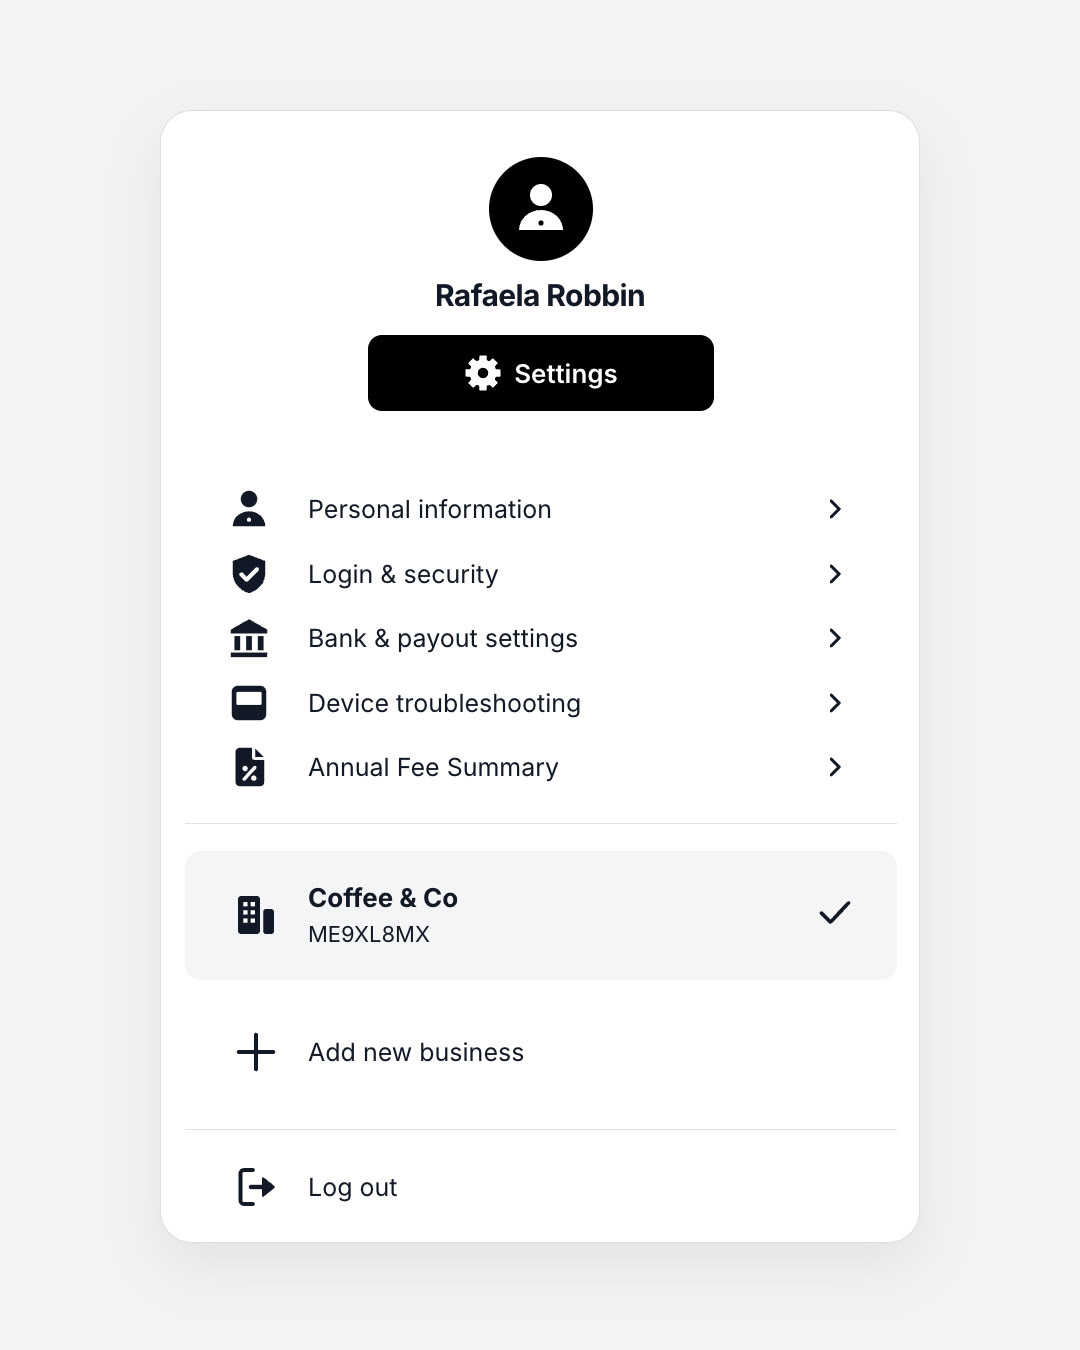 Rafaela Robbin
Settings
Personal information
Login & security
Bank & payout settings
Device troubleshooting
Annual Fee Summary
Coffee & Co
ME9XL8MX
Add new business
Log out